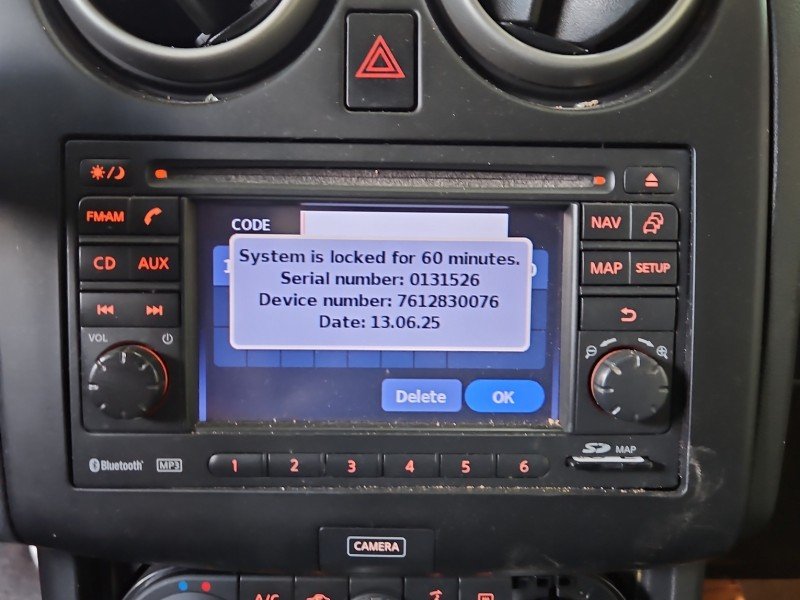 FM-AM
CD AUX
VOL
Bluetooth MP3
CODE
System is locked for 60 minutes.
Serial number: 0131526
Device number: 7612830076
Date: 13.06.25
Delete OK
NAV
MAP SETUP
SD MAP
1 2 3 4 5 6
CAMERA
A/C